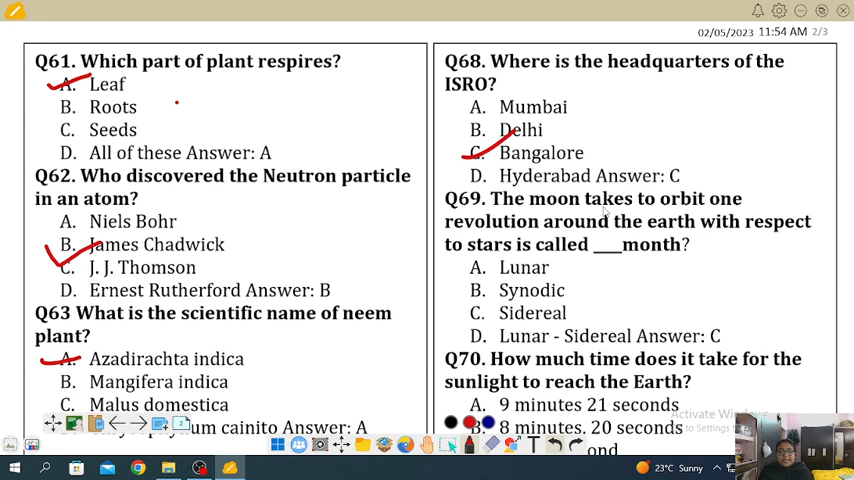 02/05/2023 11:54 AM 2/3
Q61. Which part of plant respires?
A. Leaf
B. Roots
C. Seeds
D. All of these Answer: A
Q62. Who discovered the Neutron particle
in an atom?
A. Niels Bohr
B. James Chadwick
C. J. J. Thomson
D. Ernest Rutherford Answer: B
Q63 What is the scientific name of neem
plant?
A. Azadirachta indica
B. Mangifera indica
C. Malus domestica
cainito Answer: A
Q68. Where is the headquarters of the
ISRO?
A. Mumbai
B. Delhi
C. Bangalore
D. Hyderabad Answer: C
Q69. The moon takes to orbit one
revolution around the earth with respect
to stars is called ____month?
A. Lunar
B. Synodic
C. Sidereal
D. Lunar - Sidereal Answer: C
Q70. How much time does it take for the
sunlight to reach the Earth?
A. 9 minutes 21 seconds
B. 8 minutes. 20 seconds
Activate
to Settings
2
T
23°C Sunny